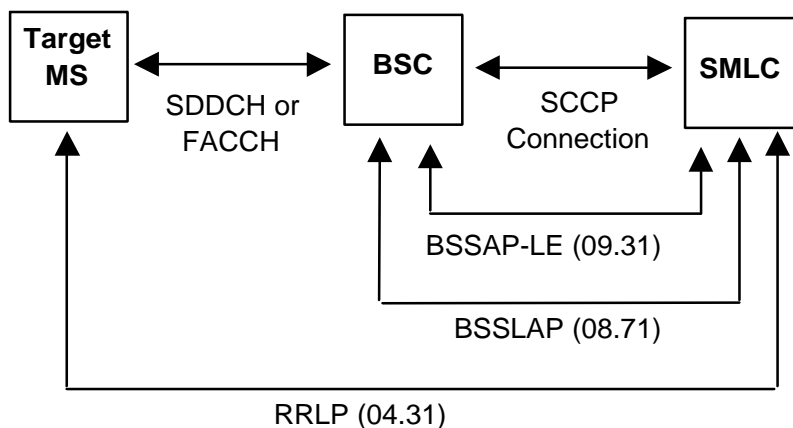 Target
MS
BSC
SMLC
SDDCH or
FACCH
SCCP
Connection
BSSAP-LE (09.31)
BSSLAP (08.71)
RRLP (04.31)